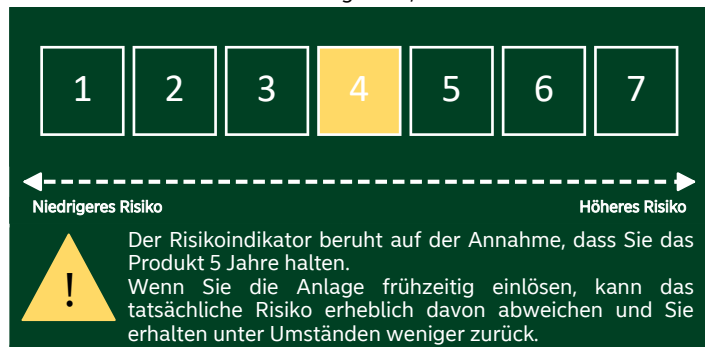 1 2 3 4 5 6 7
Niedrigeres Risiko Höheres Risiko
!
Der Risikoindikator beruht auf der Annahme, dass Sie das
Produkt 5 Jahre halten.
Wenn Sie die Anlage frühzeitig einlösen, kann das
tatsächliche Risiko erheblich davon abweichen und Sie
erhalten unter Umständen weniger zurück.